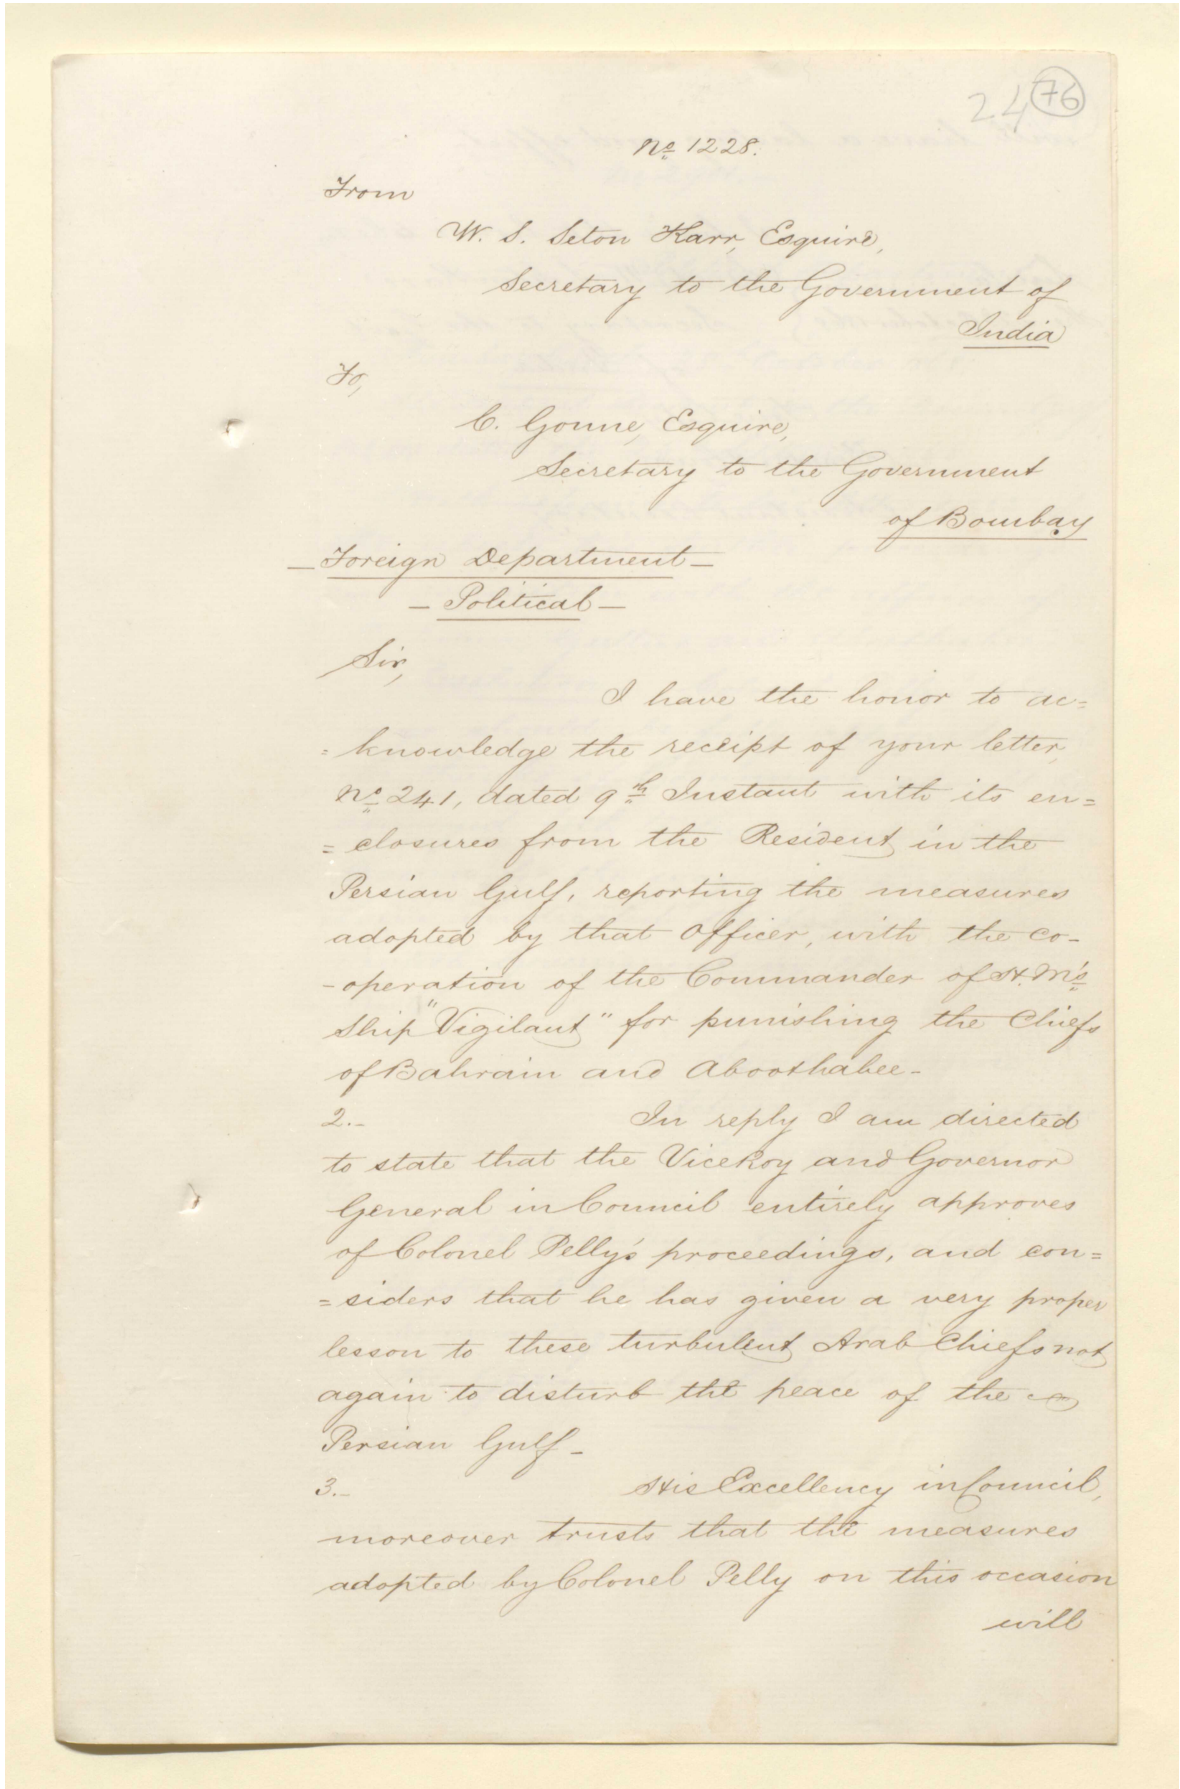 24 76
No 1228.
From
W. S. Seton Karr, Esquire,
Secretary to the Government of
India
To,
C. Gonne, Esquire,
Secretary to the Government
of Bombay
— Foreign Department —
— Political —
Sir,
I have the honor to ac=
=knowledge the receipt of your letter,
No 241, dated 9th Instant with its en=
=closures from the Resident in the
Persian Gulf, reporting the measures
adopted by that Officer, with the co-
-operation of the Commander of H. M's
Ship "Vigilant" for punishing the Chiefs
of Bahrain and Aboothabee-
2.- In reply I am directed
to state that the ViceRoy and Governor
General in Council entirely approves
of Colonel Pelly's proceedings, and con=
=siders that he has given a very proper
lesson to these turbulent Arab Chiefs not
again to disturb the peace of the
Persian Gulf-
3.- His Excellency in Council,
moreover trusts that the measures
adopted by Colonel Pelly on this occasion
will